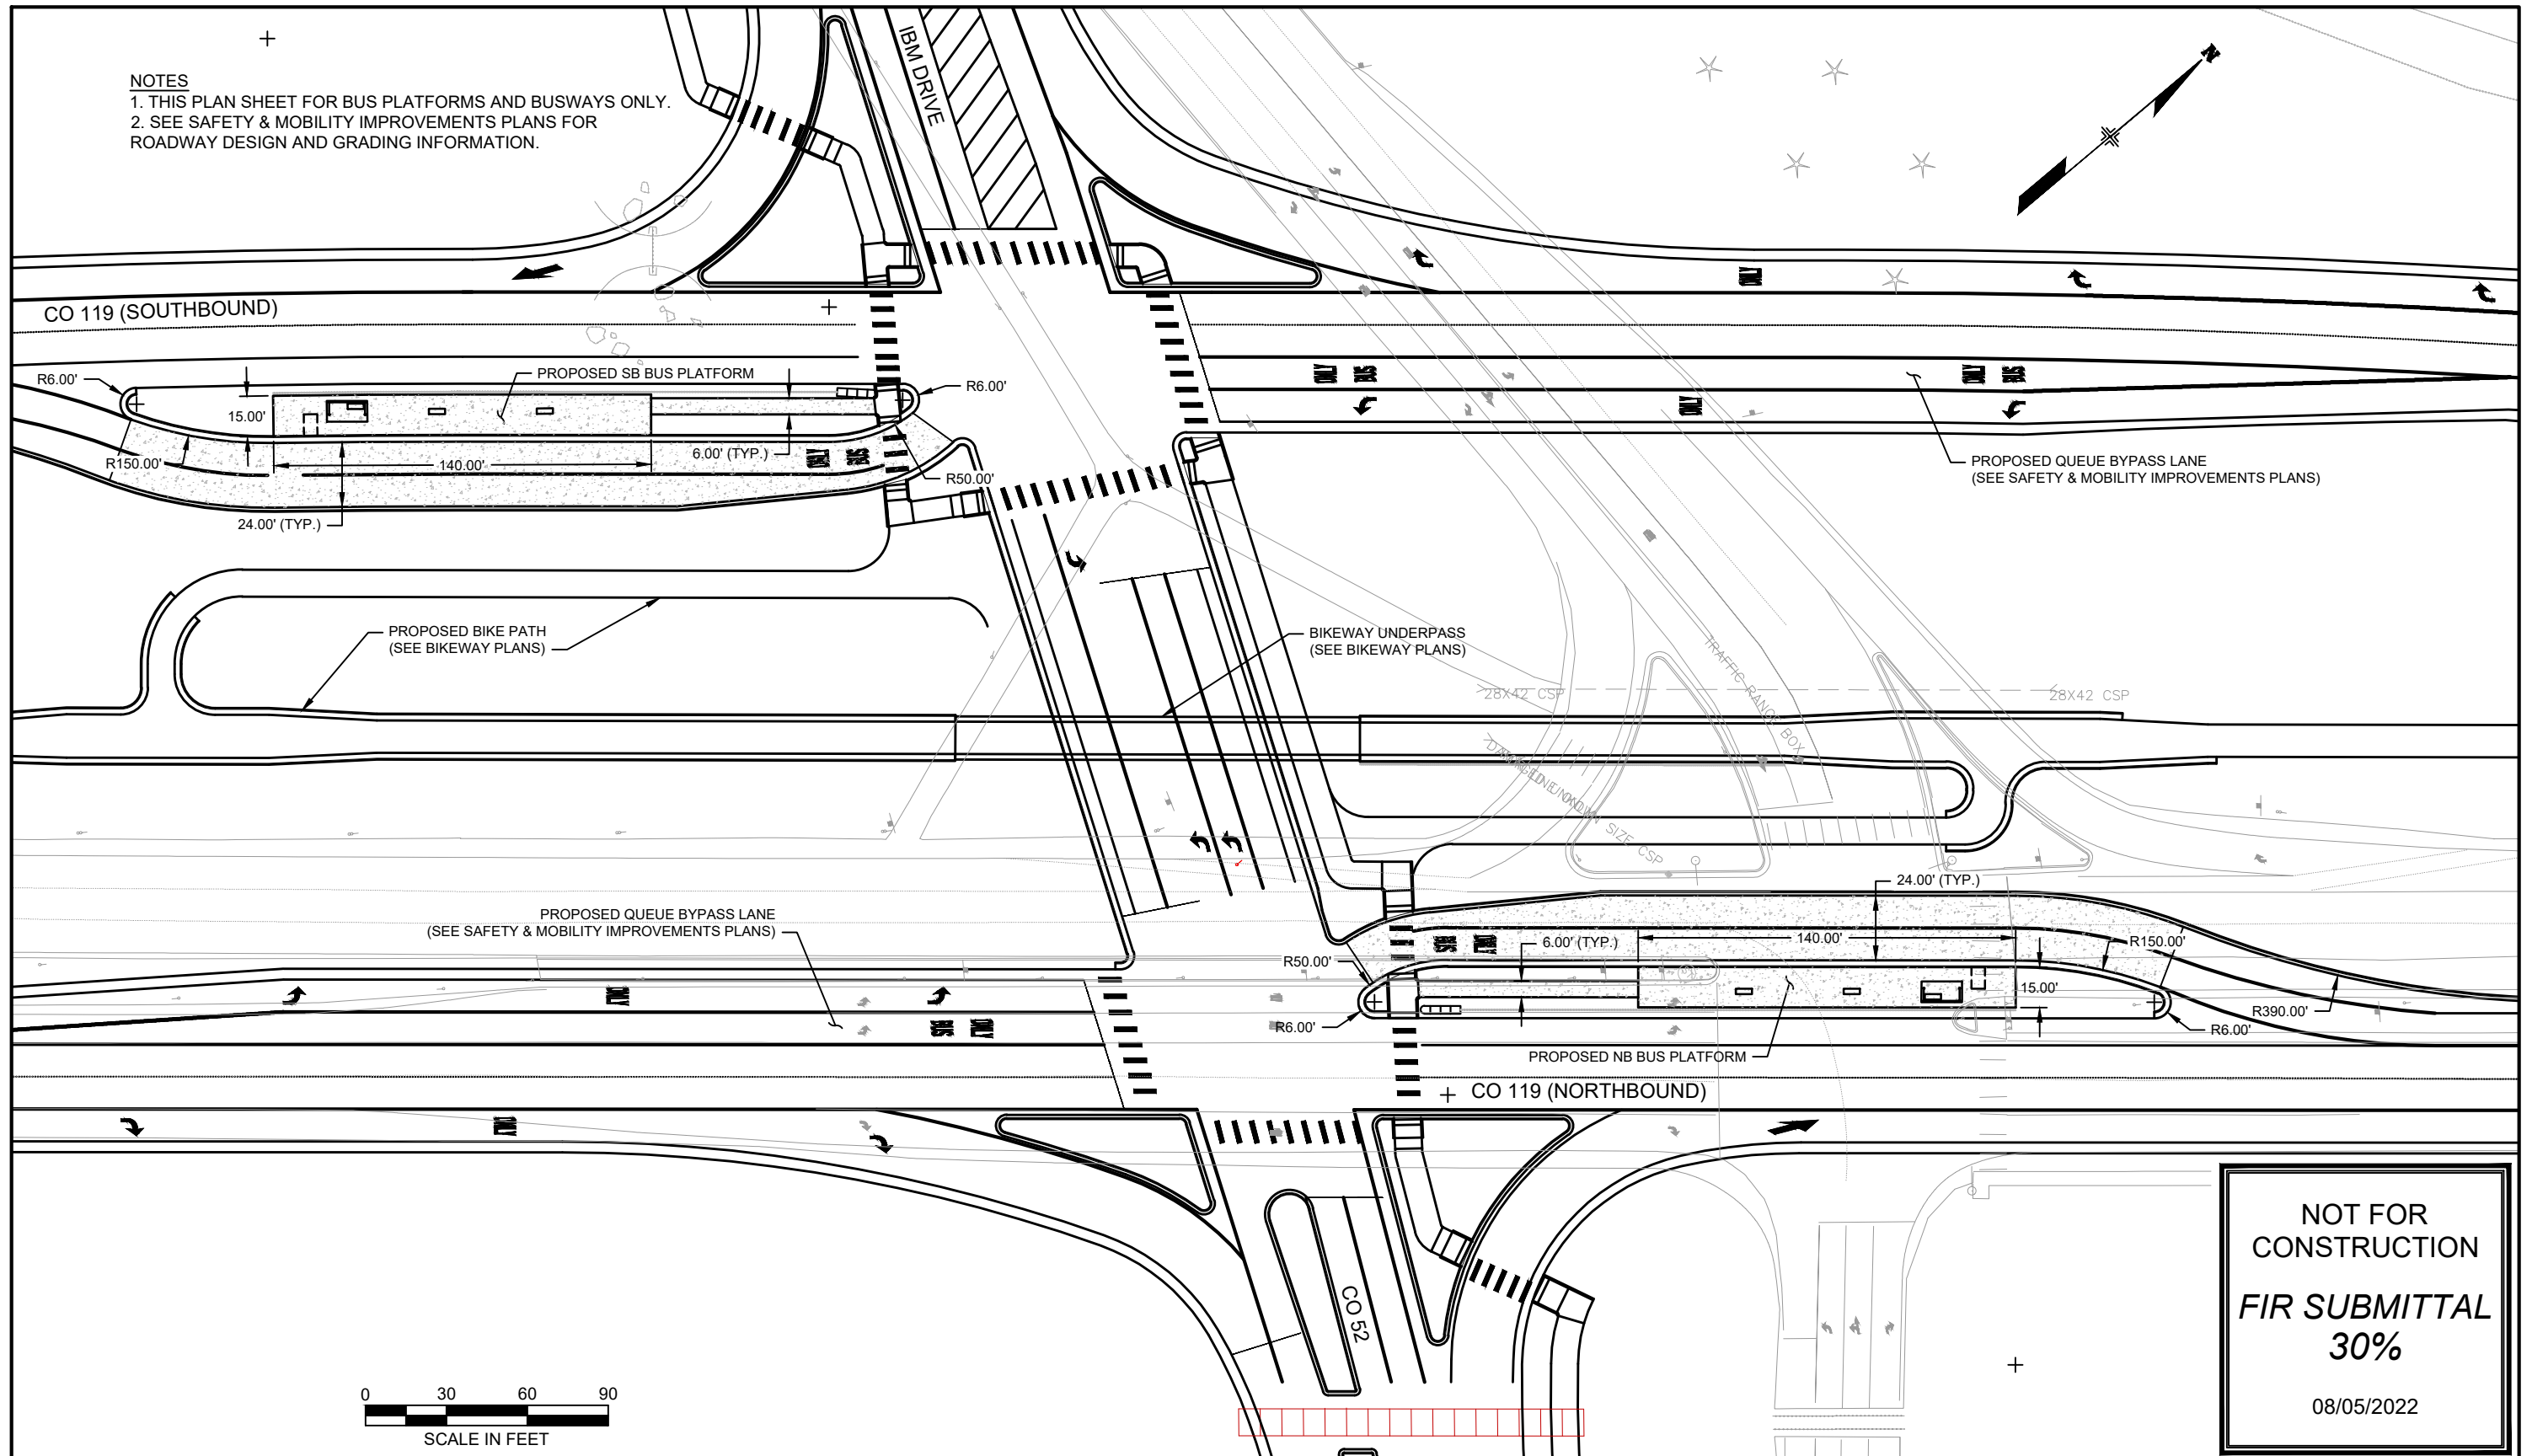 NOTES
1. THIS PLAN SHEET FOR BUS PLATFORMS AND BUSWAYS ONLY.
2. SEE SAFETY & MOBILITY IMPROVEMENTS PLANS FOR
ROADWAY DESIGN AND GRADING INFORMATION.
IBM DRIVE
N
CO 119 (SOUTHBOUND)
ONLY
R6.00'
PROPOSED SB BUS PLATFORM
R6.00'
15.00'
ONLY BUS
ONLY BUS
ONLY
R150.00'
140.00'
6.00' (TYP.)
ONLY BUS
R50.00'
24.00' (TYP.)
PROPOSED QUEUE BYPASS LANE
(SEE SAFETY & MOBILITY IMPROVEMENTS PLANS)
PROPOSED BIKE PATH
(SEE BIKEWAY PLANS)
BIKEWAY UNDERPASS
(SEE BIKEWAY PLANS)
TRAFFIC RANGE BOX
28X42 CSP
28X42 CSP
SIZE CSP
PROPOSED QUEUE BYPASS LANE
(SEE SAFETY & MOBILITY IMPROVEMENTS PLANS)
24.00' (TYP.)
BUS ONLY
6.00' (TYP.)
140.00'
R150.00'
R50.00'
15.00'
R390.00'
R6.00'
R6.00'
ONLY
BUS ONLY
PROPOSED NB BUS PLATFORM
CO 119 (NORTHBOUND)
ONLY
CO 52
0 30 60 90
SCALE IN FEET
NOT FOR
CONSTRUCTION
FIR SUBMITTAL
30%
08/05/2022